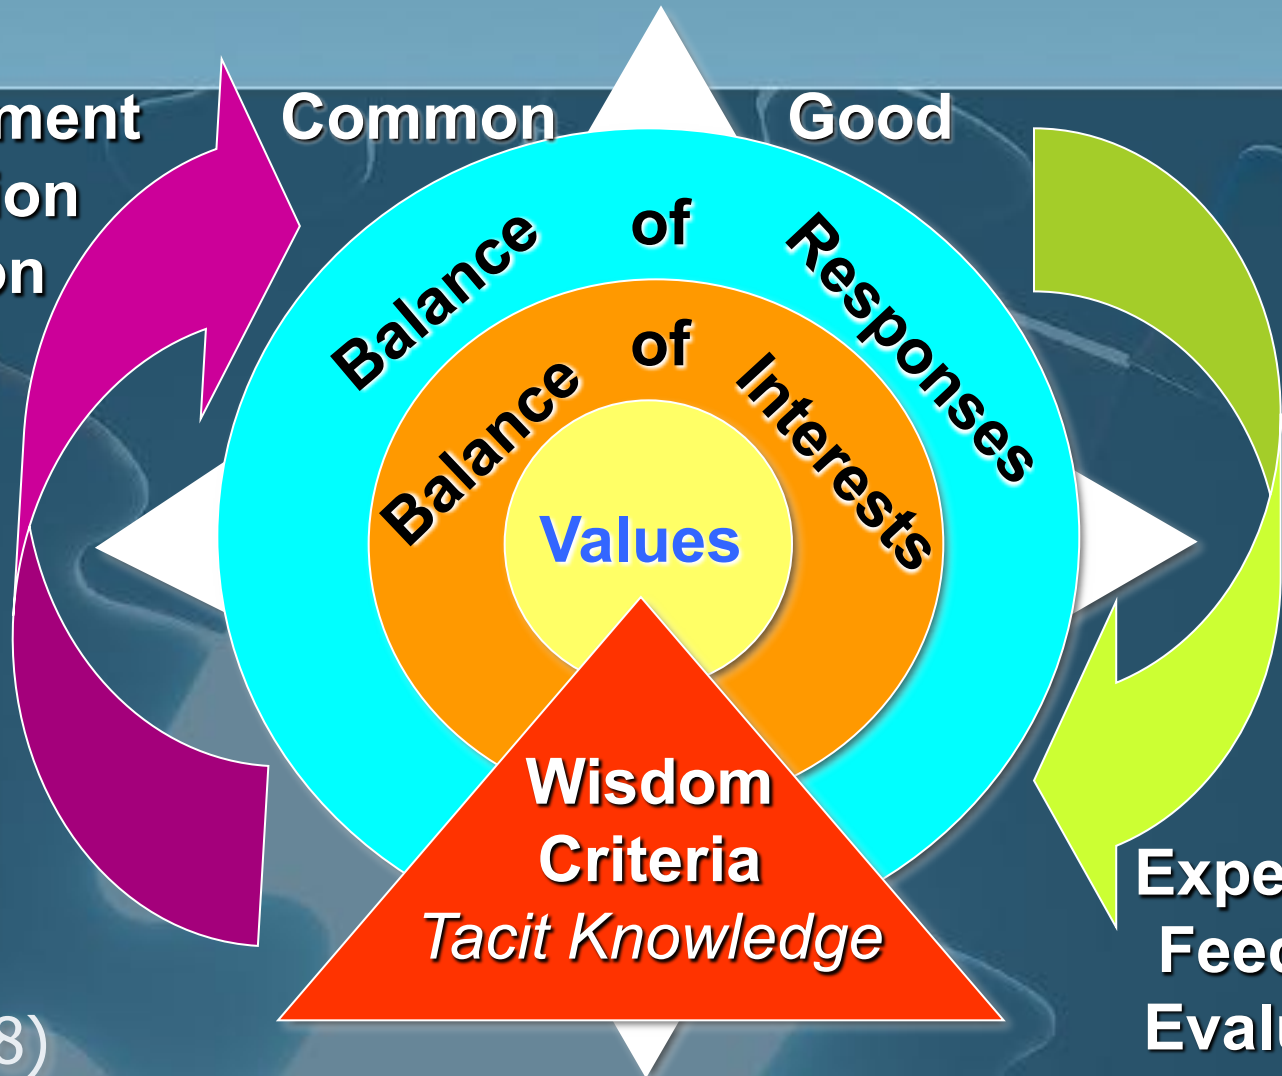 ment
ion
on
Common Good
Balance of Responses
Balance of Interests
Values
Wisdom
Criteria
Tacit Knowledge
Expe
Feed
Evalu
8)